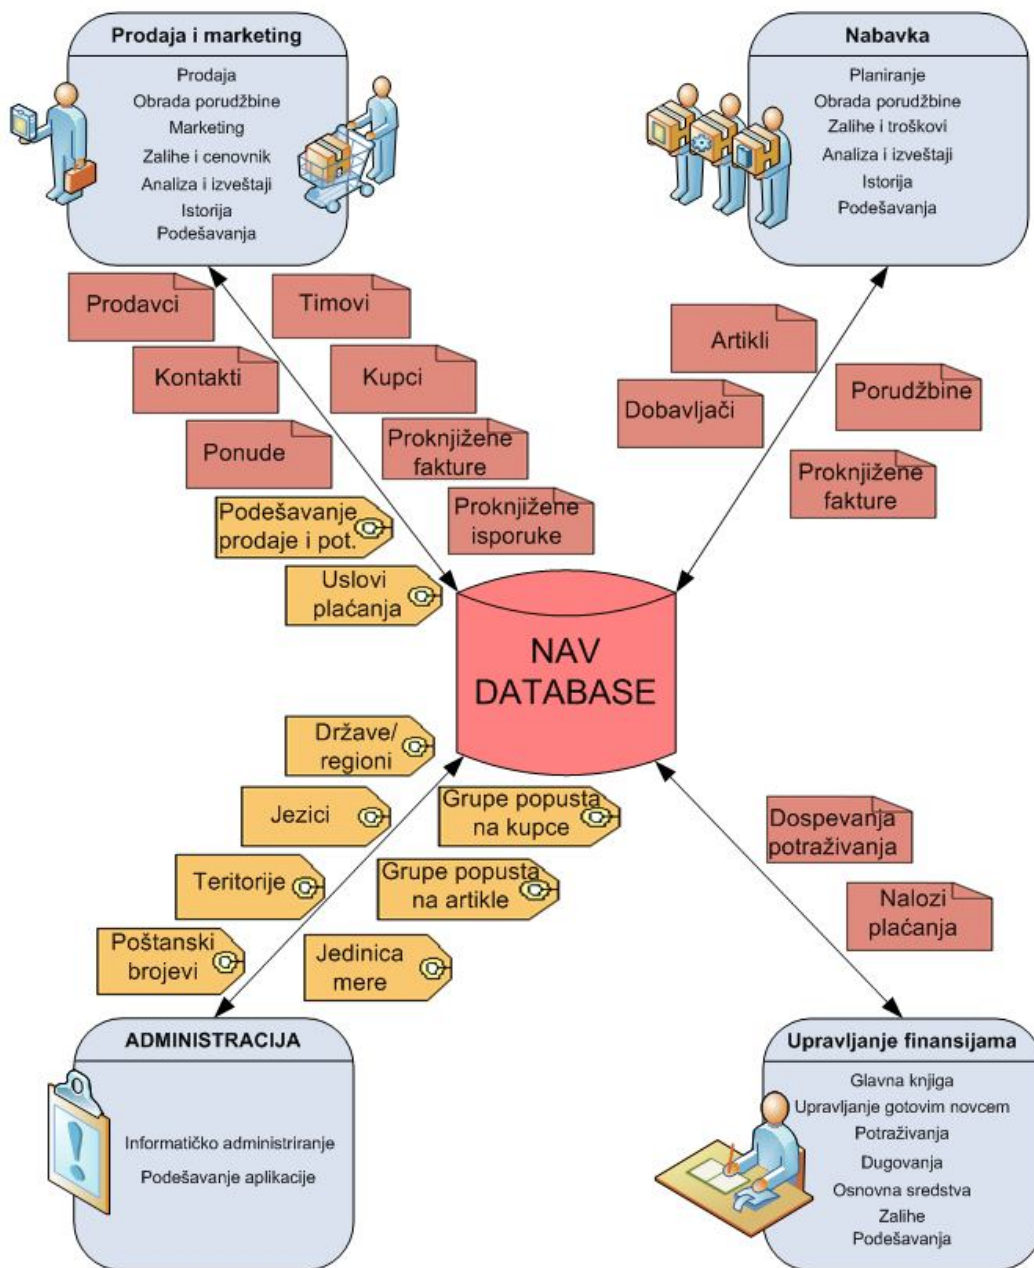 Prodaja i marketing
Prodaja
Obrada porudžbine
Marketing
Zalihe i cenovnik
Analiza i izveštaji
Istorija
Podešavanja
Nabavka
Planiranje
Obrada porudžbine
Zalihe i troškovi
Analiza i izveštaji
Istorija
Podešavanja
Prodavci
Timovi
Kontakti
Kupci
Ponude
Proknjižene
fakture
Podešavanje
prodaje i pot.
Proknjižene
isporuke
Uslovi
plaćanja
Artikli
Dobavljači
Porudžbine
Proknjižene
fakture
NAV
DATABASE
Države/
regioni
Jezici
Grupe popusta
na kupce
Teritorije
Grupe popusta
na artikle
Poštanski
brojevi
Jedinica
mere
Dospevanja
potraživanja
Nalozi
plaćanja
ADMINISTRACIJA
Informatičko administriranje
Podešavanje aplikacije
Upravljanje finansijama
Glavna knjiga
Upravljanje gotovim novcem
Potraživanja
Dugovanja
Osnovna sredstva
Zalihe
Podešavanja